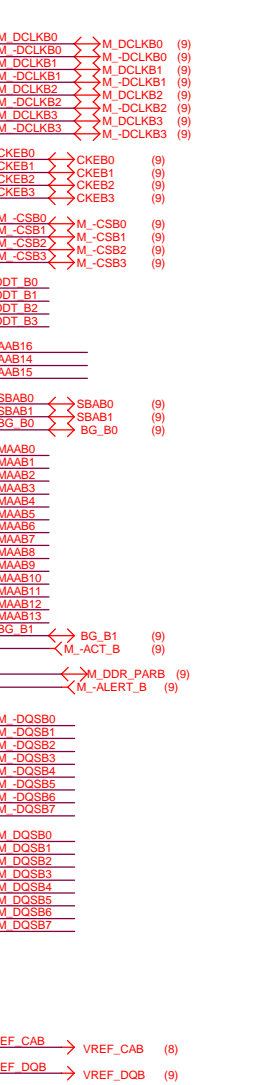 M_DCLKB0 M_DCLKB0 (9)
M_-DCLKB0 M_-DCLKB0 (9)
M_DCLKB1 M_DCLKB1 (9)
M_-DCLKB1 M_-DCLKB1 (9)
M_DCLKB2 M_DCLKB2 (9)
M_-DCLKB2 M_-DCLKB2 (9)
M_DCLKB3 M_DCLKB3 (9)
M_-DCLKB3 M_-DCLKB3 (9)
CKEB0 CKEB0 (9)
CKEB1 CKEB1 (9)
CKEB2 CKEB2 (9)
CKEB3 CKEB3 (9)
M_-CSB0 M_-CSB0 (9)
M_-CSB1 M_-CSB1 (9)
M_-CSB2 M_-CSB2 (9)
M_-CSB3 M_-CSB3 (9)
ODT_B0
ODT_B1
ODT_B2
ODT_B3
AAB16
AAB14
AAB15
SBAB0 SBAB0 (9)
SBAB1 SBAB1 (9)
BG_B0 BG_B0 (9)
MAAB0
MAAB1
MAAB2
MAAB3
MAAB4
MAAB5
MAAB6
MAAB7
MAAB8
MAAB9
MAAB10
MAAB11
MAAB12
MAAB13
BG_B1 BG_B1 (9)
M_-ACT_B (9)
M_DDR_PARB (9)
M_-ALERT_B (9)
M_-DQSB0
M_-DQSB1
M_-DQSB2
M_-DQSB3
M_-DQSB4
M_-DQSB5
M_-DQSB6
M_-DQSB7
M_DQSB0
M_DQSB1
M_DQSB2
M_DQSB3
M_DQSB4
M_DQSB5
M_DQSB6
M_DQSB7
EF_CAB VREF_CAB (8)
EF_DQB VREF_DQB (9)